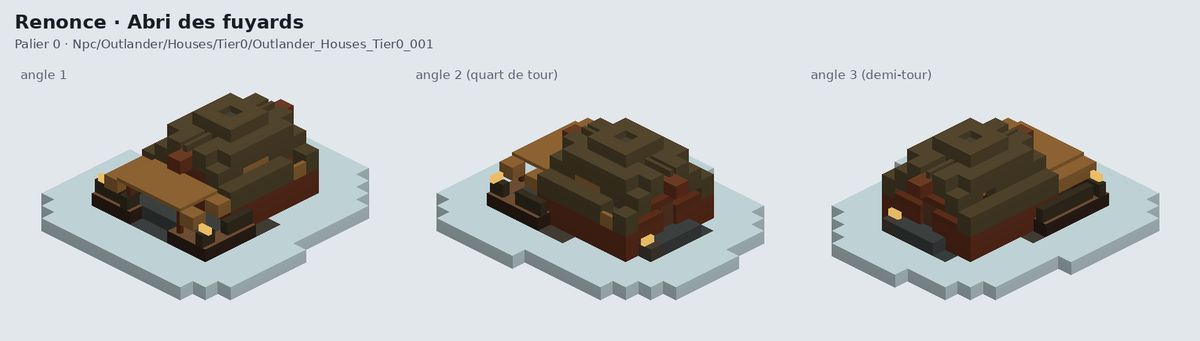 Renonce · Abri des fuyards
Palier 0 · Npc/Outlander/Houses/Tier0/Outlander_Houses_Tier0_001
angle 1
angle 2 (quart de tour)
angle 3 (demi-tour)